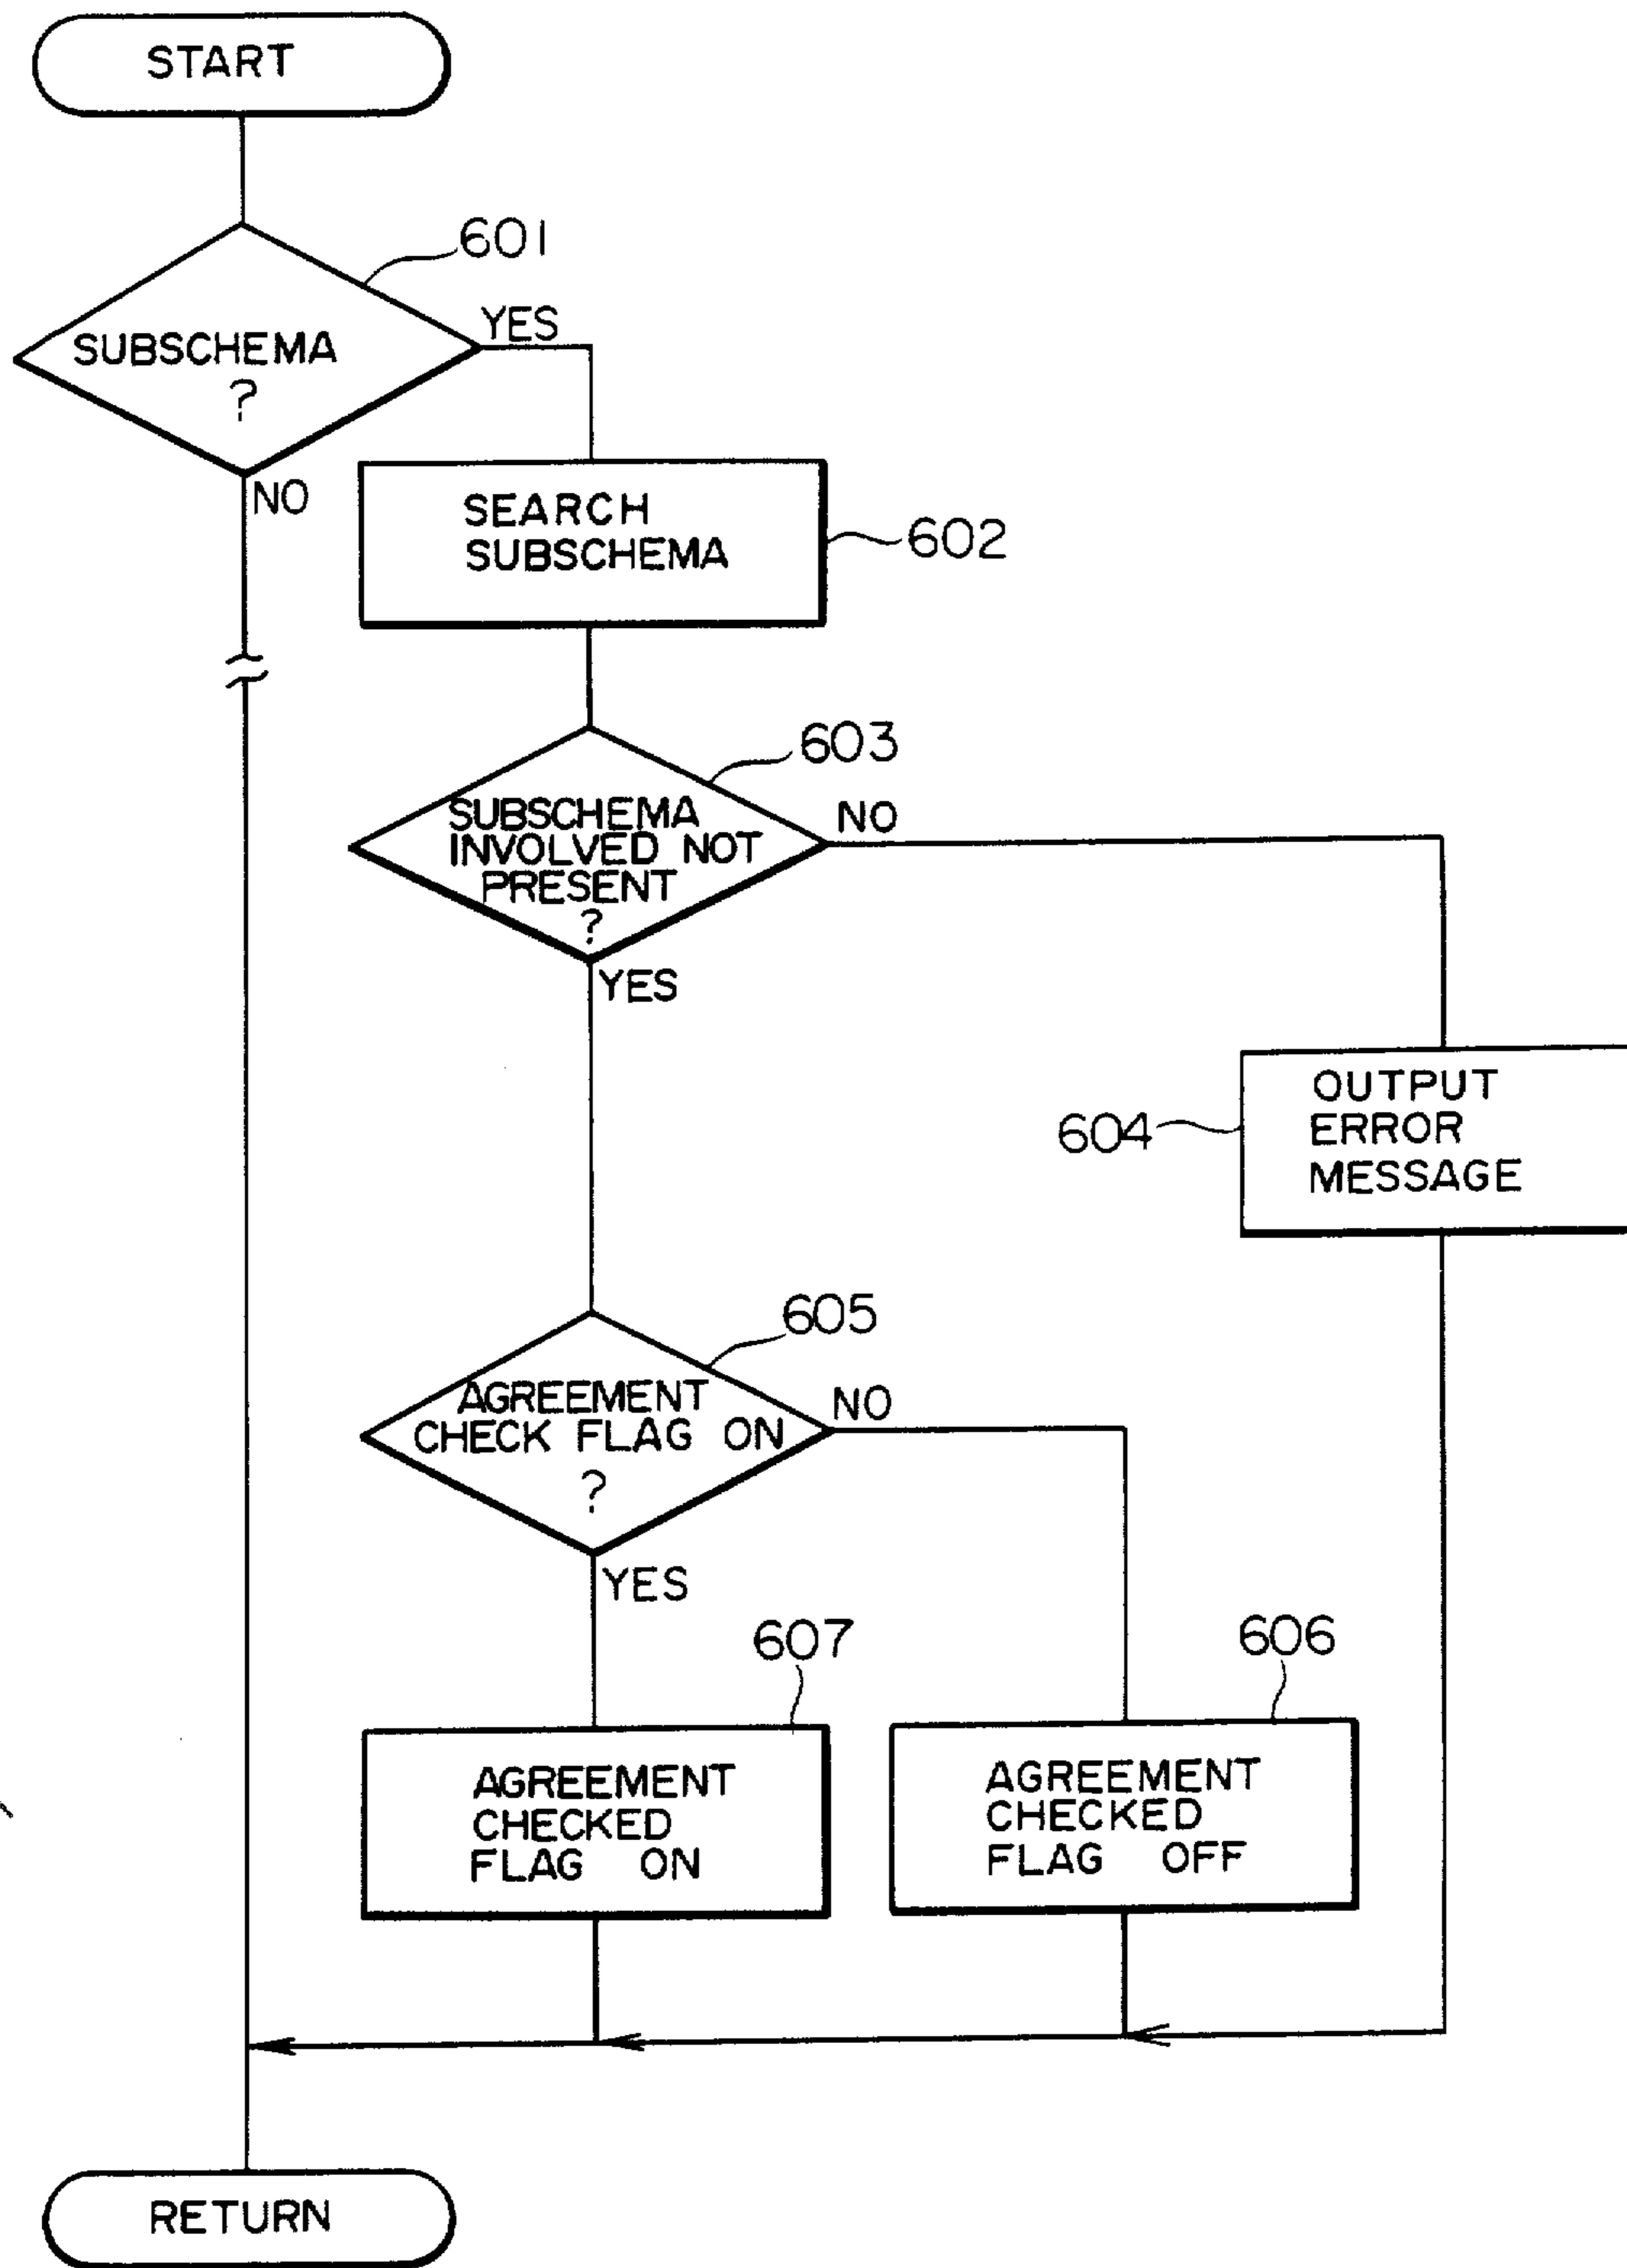 START
601
YES
SUBSCHEMA
?
NO
SEARCH
SUBSCHEMA
602
603
NO
SUBSCHEMA
INVOLVED NOT
PRESENT
?
YES
604
OUTPUT
ERROR
MESSAGE
605
NO
AGREEMENT
CHECK FLAG ON
?
YES
607
606
AGREEMENT
CHECKED
FLAG ON
AGREEMENT
CHECKED
FLAG OFF
RETURN